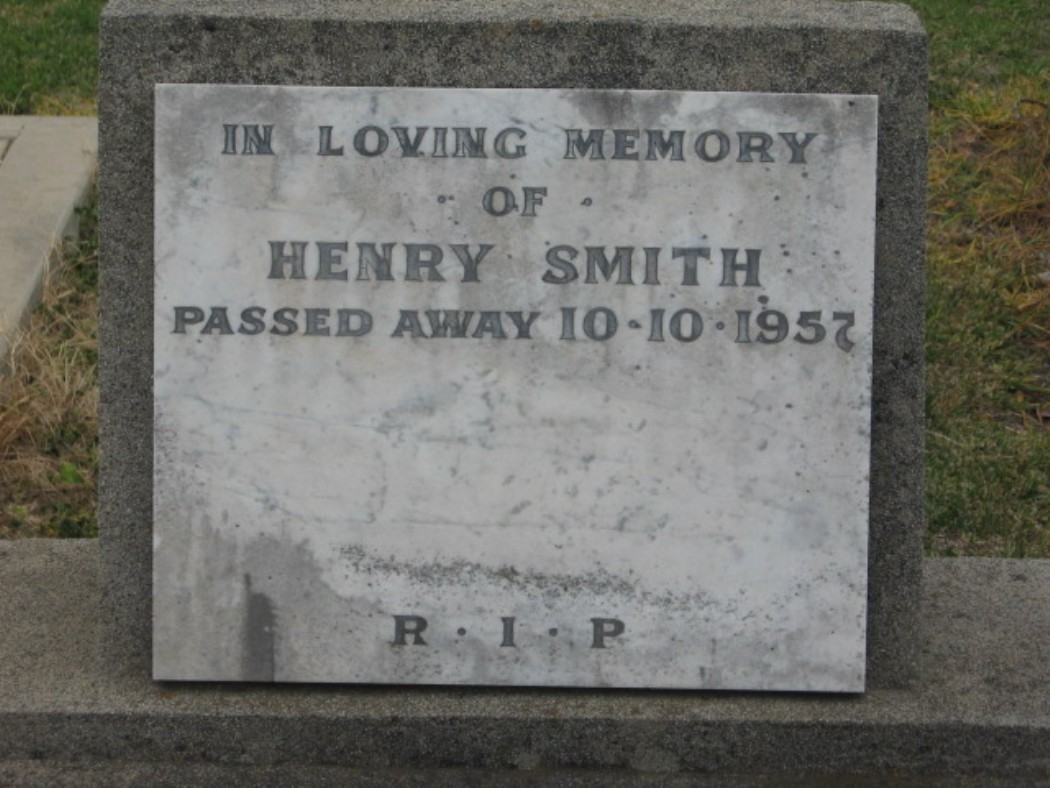 IN LOVING MEMORY
· OF ·
HENRY SMITH
PASSED AWAY 10·10·1957
R · I · P